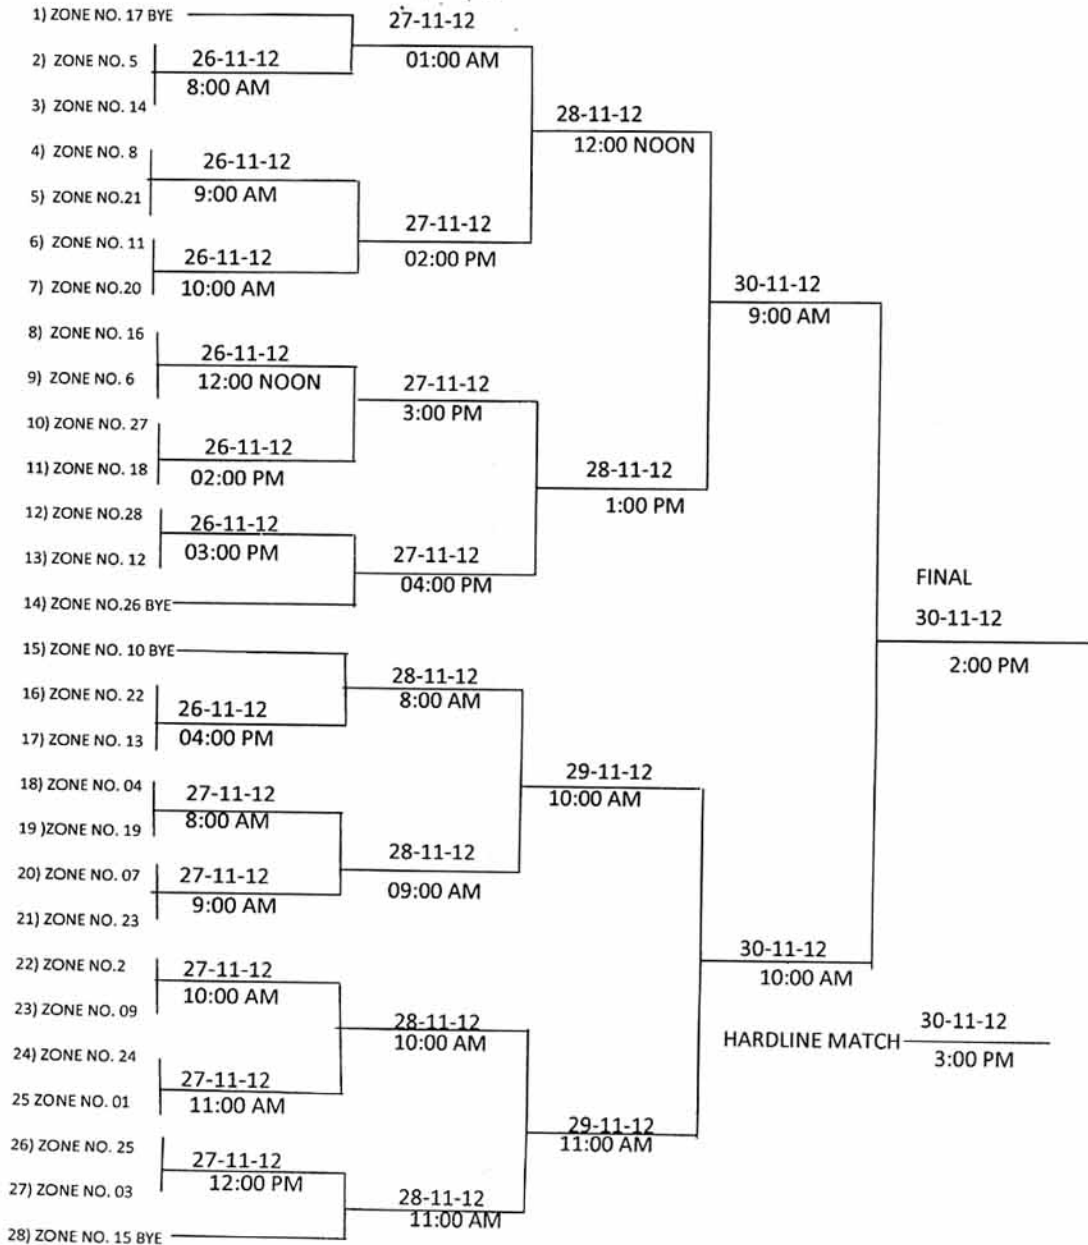 1) ZONE NO. 17 BYE
2) ZONE NO. 5
3) ZONE NO. 14
4) ZONE NO. 8
5) ZONE NO.21
6) ZONE NO. 11
7) ZONE NO.20
8) ZONE NO. 16
9) ZONE NO. 6
10) ZONE NO. 27
11) ZONE NO. 18
12) ZONE NO.28
13) ZONE NO. 12
14) ZONE NO.26 BYE
15) ZONE NO. 10 BYE
16) ZONE NO. 22
17) ZONE NO. 13
18) ZONE NO. 04
19 )ZONE NO. 19
20) ZONE NO. 07
21) ZONE NO. 23
22) ZONE NO.2
23) ZONE NO. 09
24) ZONE NO. 24
25 ZONE NO. 01
26) ZONE NO. 25
27) ZONE NO. 03
28) ZONE NO. 15 BYE
26-11-12
8:00 AM
26-11-12
9:00 AM
26-11-12
10:00 AM
26-11-12
12:00 NOON
26-11-12
02:00 PM
26-11-12
03:00 PM
26-11-12
04:00 PM
27-11-12
8:00 AM
27-11-12
9:00 AM
27-11-12
10:00 AM
27-11-12
11:00 AM
27-11-12
12:00 PM
27-11-12
01:00 AM
27-11-12
02:00 PM
27-11-12
3:00 PM
27-11-12
04:00 PM
28-11-12
8:00 AM
28-11-12
09:00 AM
28-11-12
10:00 AM
28-11-12
11:00 AM
28-11-12
12:00 NOON
28-11-12
1:00 PM
29-11-12
10:00 AM
29-11-12
11:00 AM
30-11-12
9:00 AM
30-11-12
10:00 AM
FINAL
30-11-12
2:00 PM
HARDLINE MATCH
30-11-12
3:00 PM